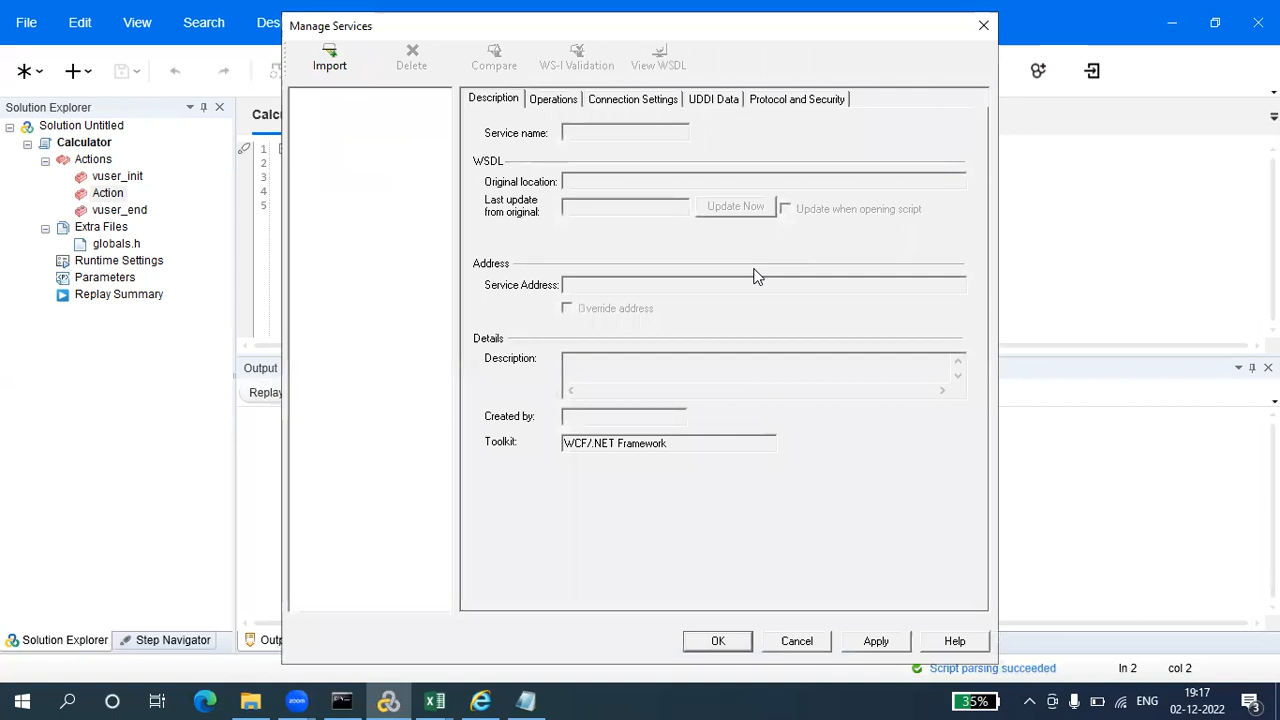 File Edit View Search Des
Manage Services
Import Delete Compare WS-I Validation View WSDL
Solution Explorer
Solution Untitled
Calculator
Actions
vuser_init
Action
vuser_end
Extra Files
globals.h
Runtime Settings
Parameters
Replay Summary
Calc
1
2
3
4
5
Output
Replay
Description Operations Connection Settings UDDI Data Protocol and Security
Service name:
WSDL
Original location:
Last update
from original:
Update Now
Update when opening script
Address
Service Address:
Override address
Details
Description:
Created by:
Toolkit: WCF/.NET Framework
OK Cancel Apply Help
Solution Explorer Step Navigator Outp
Script parsing succeeded Ln 2 col 2
zoom
35%
ENG
19:17
02-12-2022
3